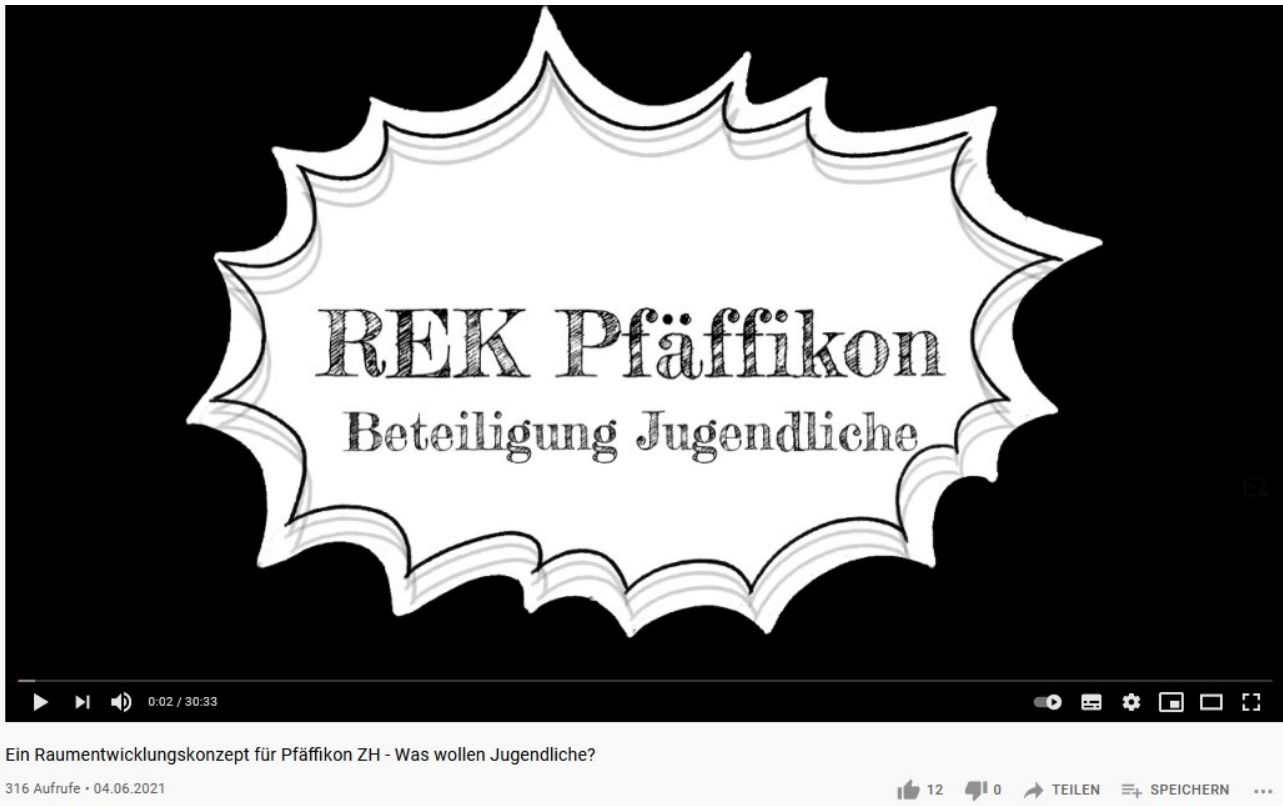 REK Pfäffikon
Beteiligung Jugendliche
0:02 / 30:33
Ein Raumentwicklungskonzept für Pfäffikon ZH - Was wollen Jugendliche?
316 Aufrufe • 04.06.2021
12 0 TEILEN SPEICHERN